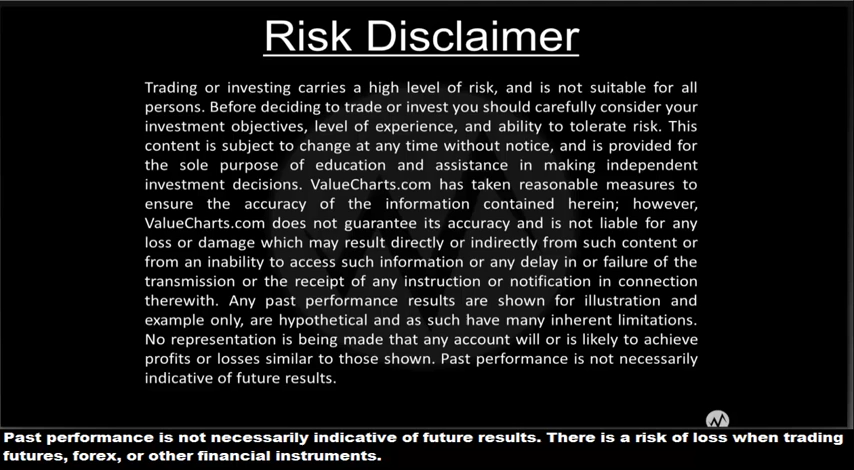 Risk Disclaimer
Trading or investing carries a high level of risk, and is not suitable for all
persons. Before deciding to trade or invest you should carefully consider your
investment objectives, level of experience, and ability to tolerate risk. This
content is subject to change at any time without notice, and is provided for
the sole purpose of education and assistance in making independent
investment decisions. ValueCharts.com has taken reasonable measures to
ensure the accuracy of the information contained herein; however,
ValueCharts.com does not guarantee its accuracy and is not liable for any
loss or damage which may result directly or indirectly from such content or
from an inability to access such information or any delay in or failure of the
transmission or the receipt of any instruction or notification in connection
therewith. Any past performance results are shown for illustration and
example only, are hypothetical and as such have many inherent limitations.
No representation is being made that any account will or is likely to achieve
profits or losses similar to those shown. Past performance is not necessarily
indicative of future results.
Past performance is not necessarily indicative of future results. There is a risk of loss when trading
futures, forex, or other financial instruments.